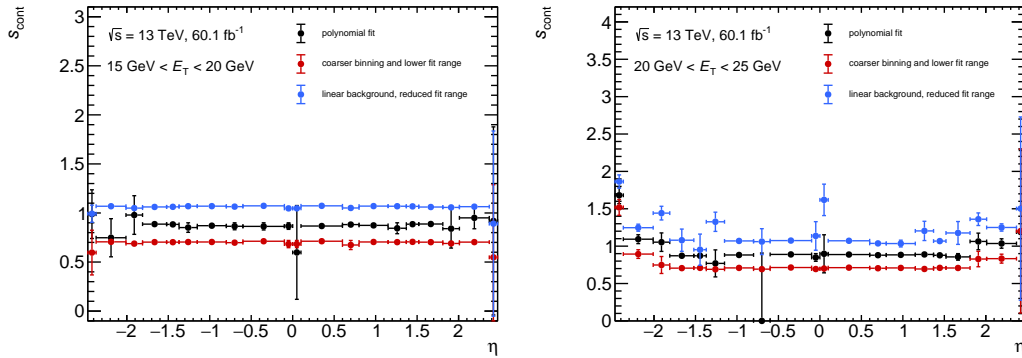 s_cont
3
2.5
2
1.5
1
0.5
0
√s = 13 TeV, 60.1 fb⁻¹
15 GeV < E_T < 20 GeV
polynomial fit
coarser binning and lower fit range
linear background, reduced fit range
−2 −1.5 −1 −0.5 0 0.5 1 1.5 2
η
s_cont
4
3.5
3
2.5
2
1.5
1
0.5
0
√s = 13 TeV, 60.1 fb⁻¹
20 GeV < E_T < 25 GeV
polynomial fit
coarser binning and lower fit range
linear background, reduced fit range
−2 −1.5 −1 −0.5 0 0.5 1 1.5 2
η